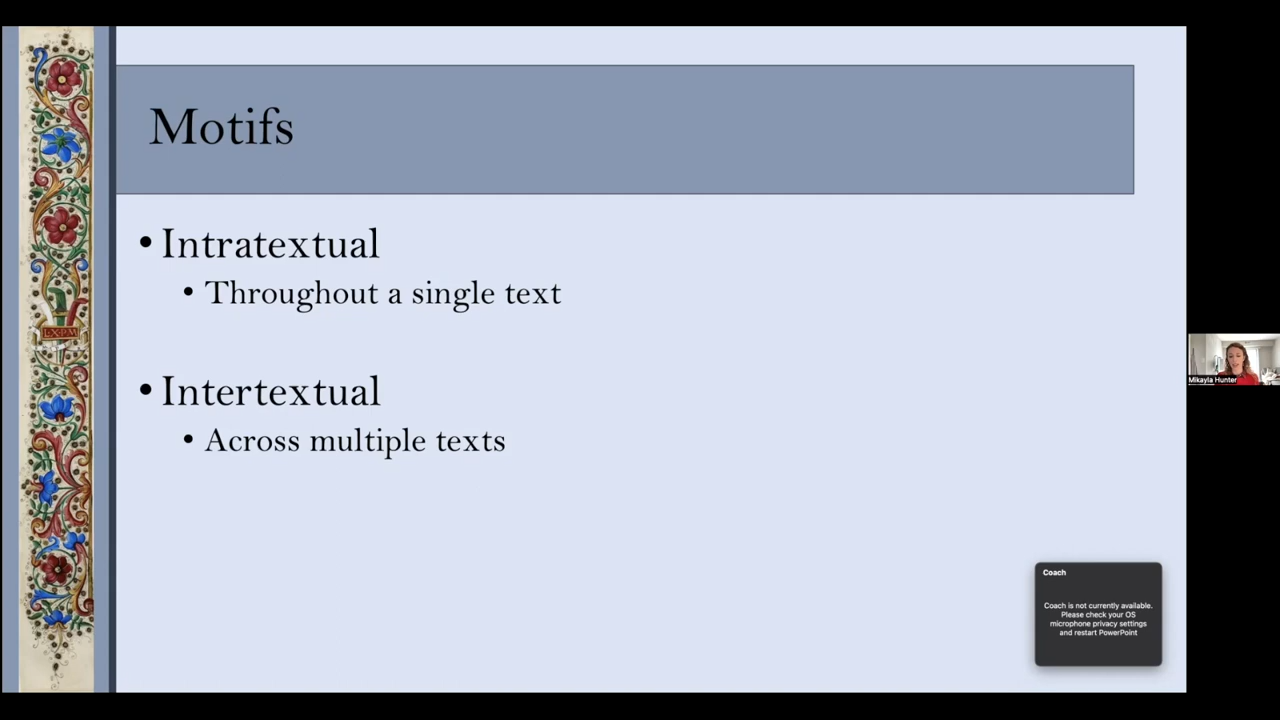 Motifs
• Intratextual
• Throughout a single text
• Intertextual
• Across multiple texts
L·X·P·M
Mikayla Hunter
Coach
Coach is not currently available.
Please check your OS
microphone privacy settings
and restart PowerPoint